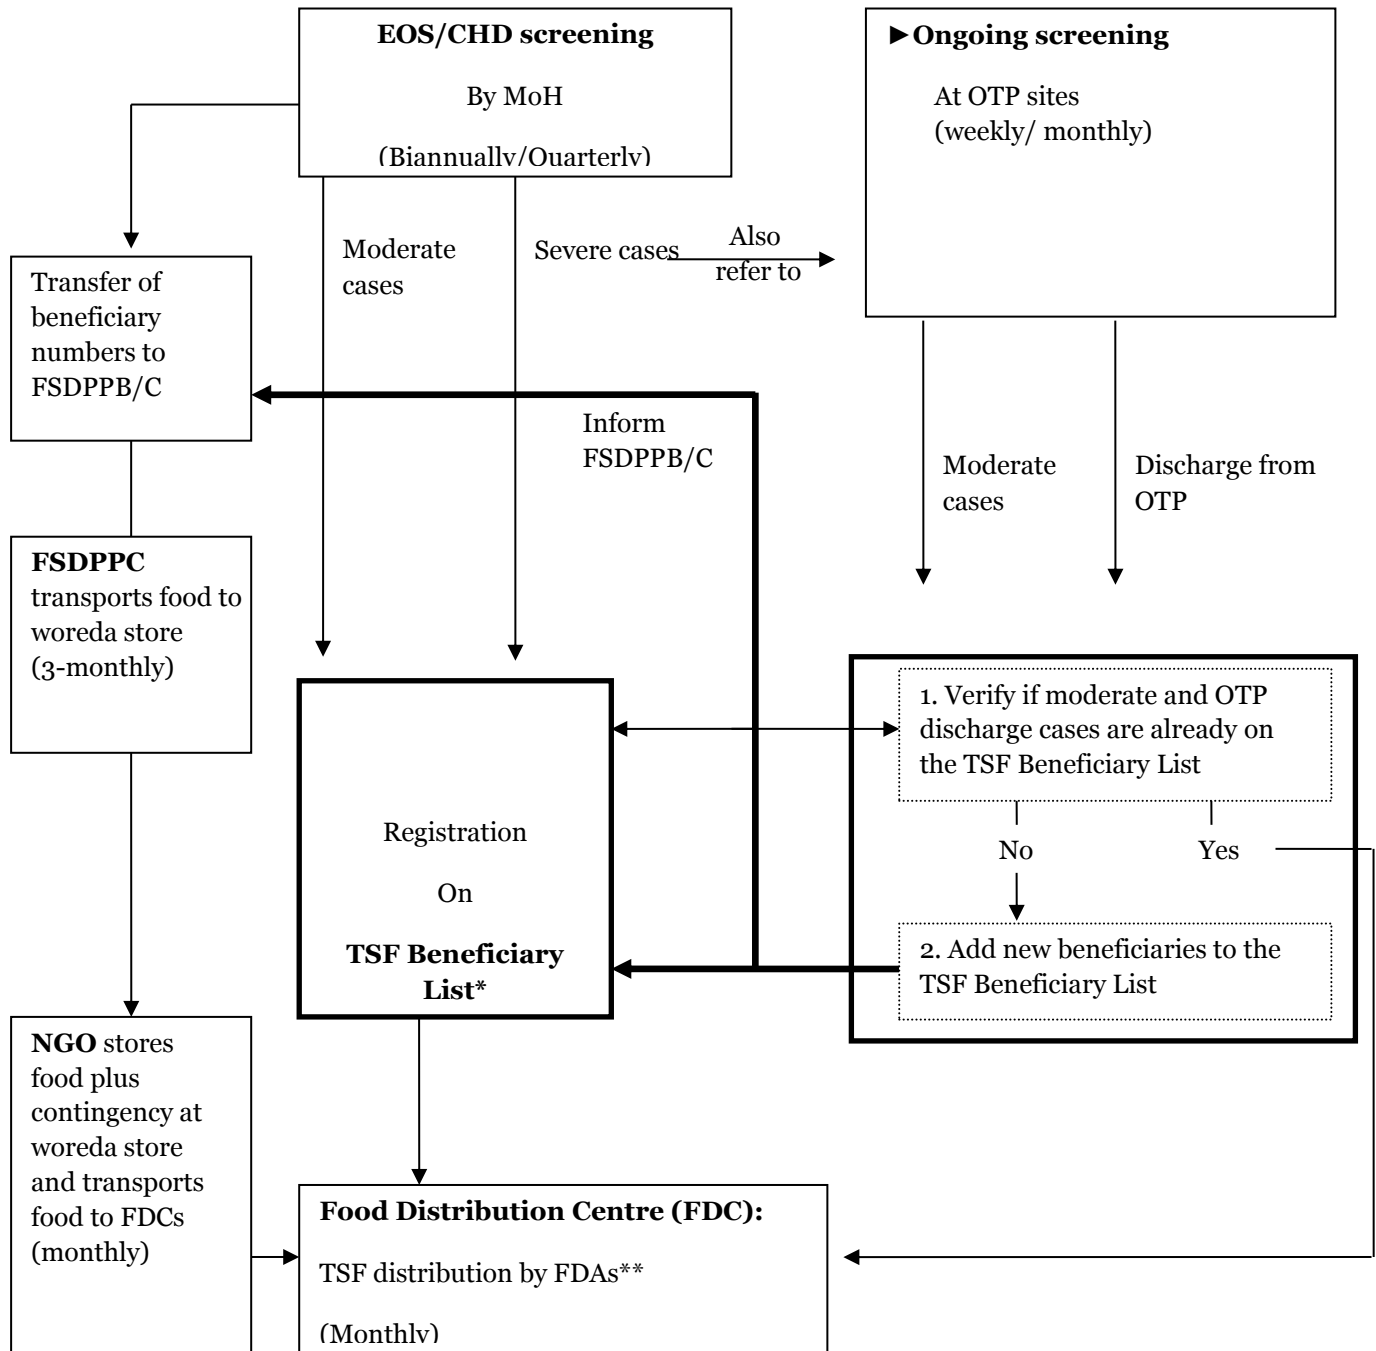 EOS/CHD screening
By MoH
(Biannually/Quarterly)
►Ongoing screening
At OTP sites
(weekly/ monthly)
Moderate
cases
Severe cases
Also
refer to
Transfer of
beneficiary
numbers to
FSDPPB/C
Inform
FSDPPB/C
Moderate
cases
Discharge from
OTP
FSDPPC
transports food to
woreda store
(3-monthly)
1. Verify if moderate and OTP
discharge cases are already on
the TSF Beneficiary List
No
Yes
2. Add new beneficiaries to the
TSF Beneficiary List
Registration
On
TSF Beneficiary
List*
NGO stores
food plus
contingency at
woreda store
and transports
food to FDCs
(monthly)
Food Distribution Centre (FDC):
TSF distribution by FDAs**
(Monthly)